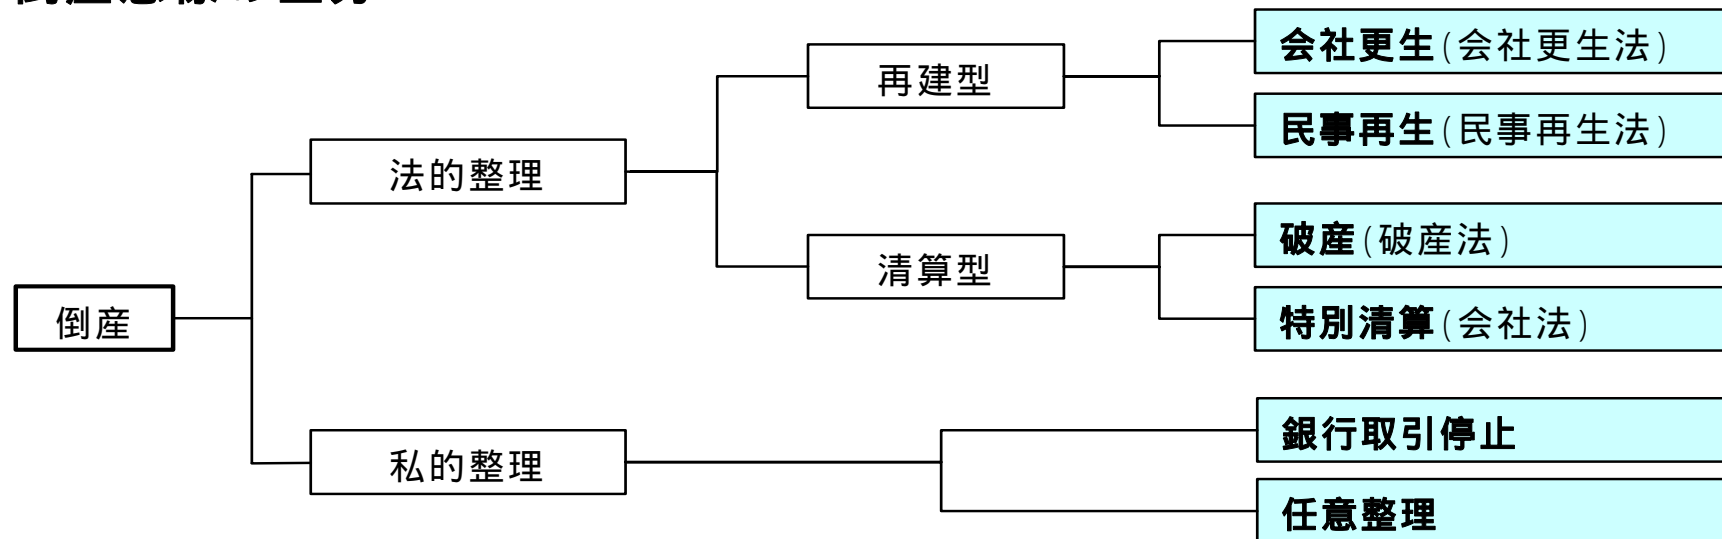 会社更生(会社更生法)
再建型
民事再生(民事再生法)
法的整理
破産(破産法)
清算型
特別清算(会社法)
倒産
銀行取引停止
私的整理
任意整理